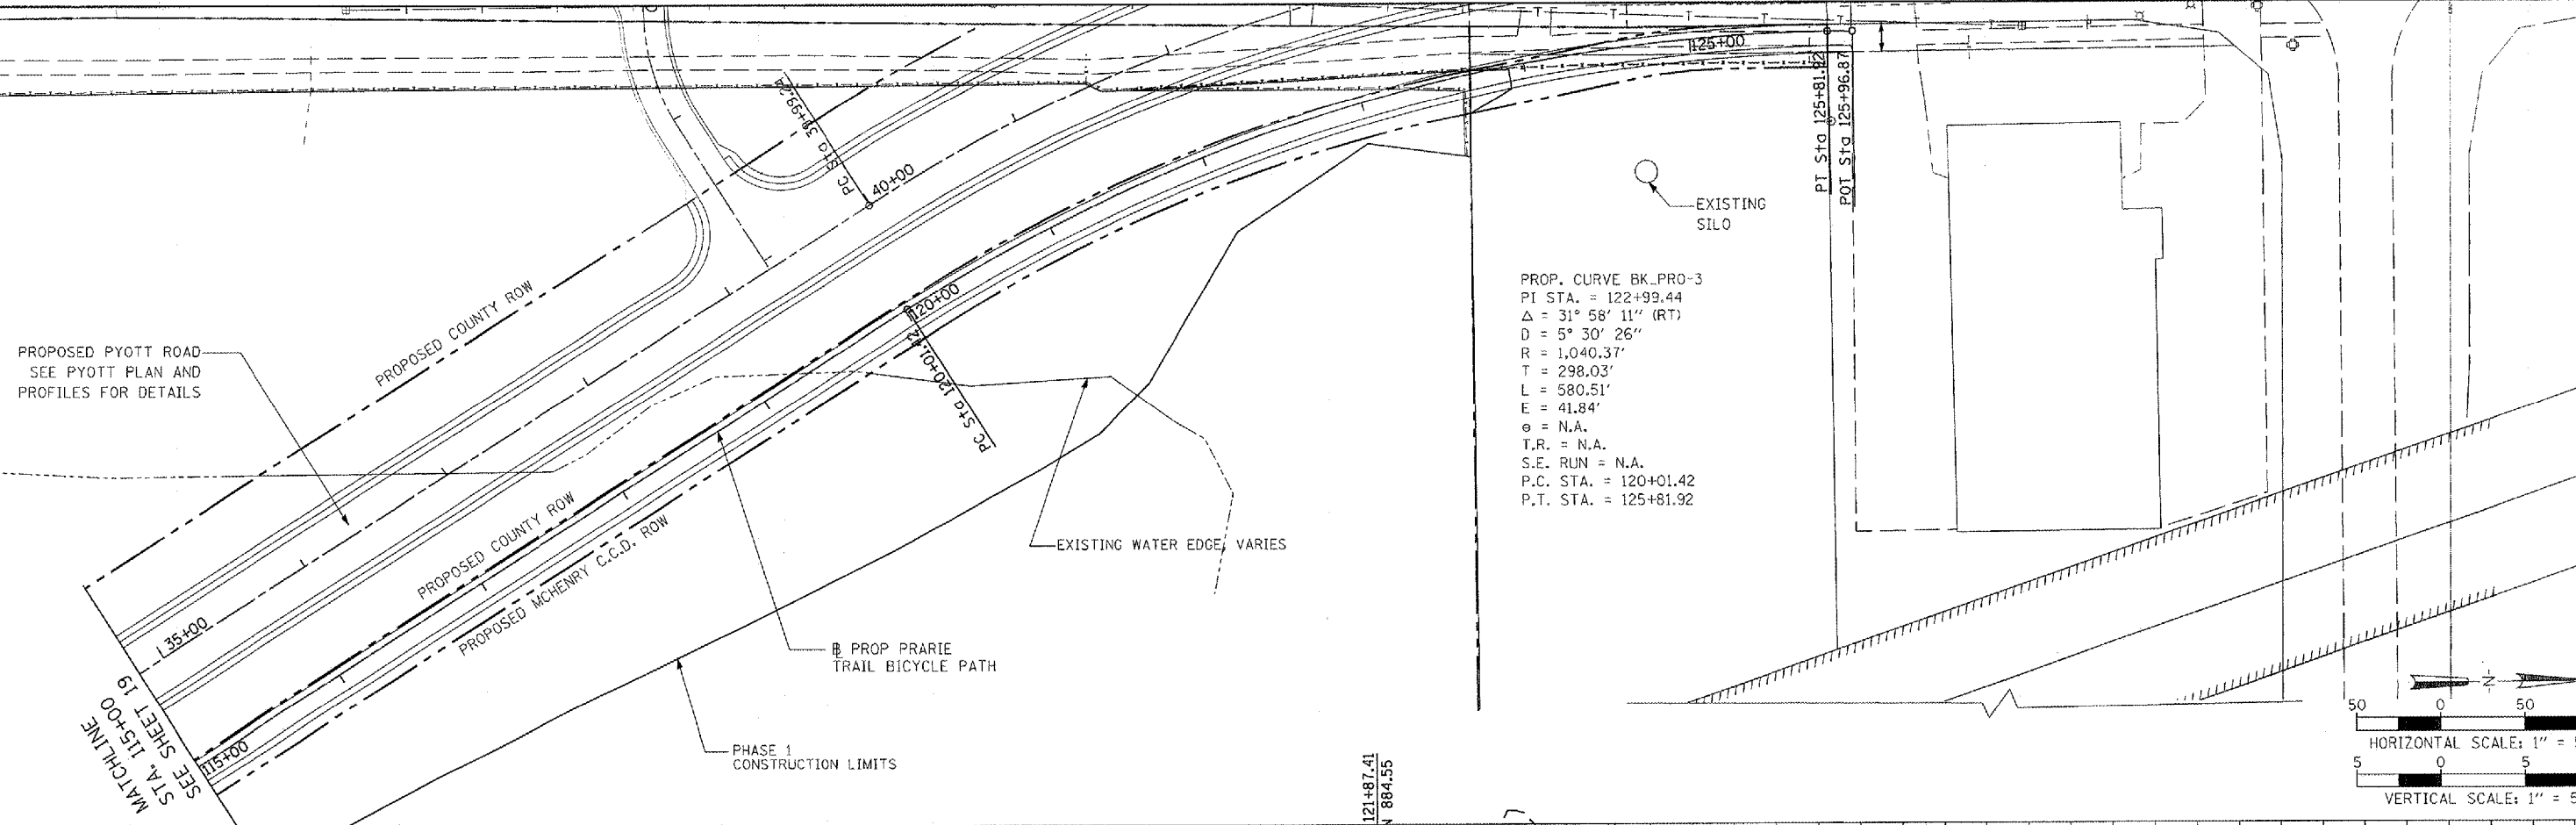 125+00
PC Sta 39+99.24
40+00
PT Sta 125+81.92
POT Sta 125+96.87
EXISTING
SILO
PROP. CURVE BK_PRO-3
PI STA. = 122+99.44
Δ = 31° 58' 11" (RT)
D = 5° 30' 26"
R = 1,040.37'
T = 298.03'
L = 580.51'
E = 41.84'
e = N.A.
T.R. = N.A.
S.E. RUN = N.A.
P.C. STA. = 120+01.42
P.T. STA. = 125+81.92
PROPOSED COUNTY ROW
120+00
PC Sta 120+01.42
PROPOSED PYOTT ROAD
SEE PYOTT PLAN AND
PROFILES FOR DETAILS
PROPOSED COUNTY ROW
PROPOSED MCHENRY C.C.D. ROW
EXISTING WATER EDGE, VARIES
35+00
℄ PROP PRARIE
TRAIL BICYCLE PATH
MATCHLINE
STA. 115+00
SEE SHEET 19
115+00
PHASE 1
CONSTRUCTION LIMITS
121+87.41
884.55
N
50 0 50
HORIZONTAL SCALE: 1" =
5 0 5
VERTICAL SCALE: 1" = 5